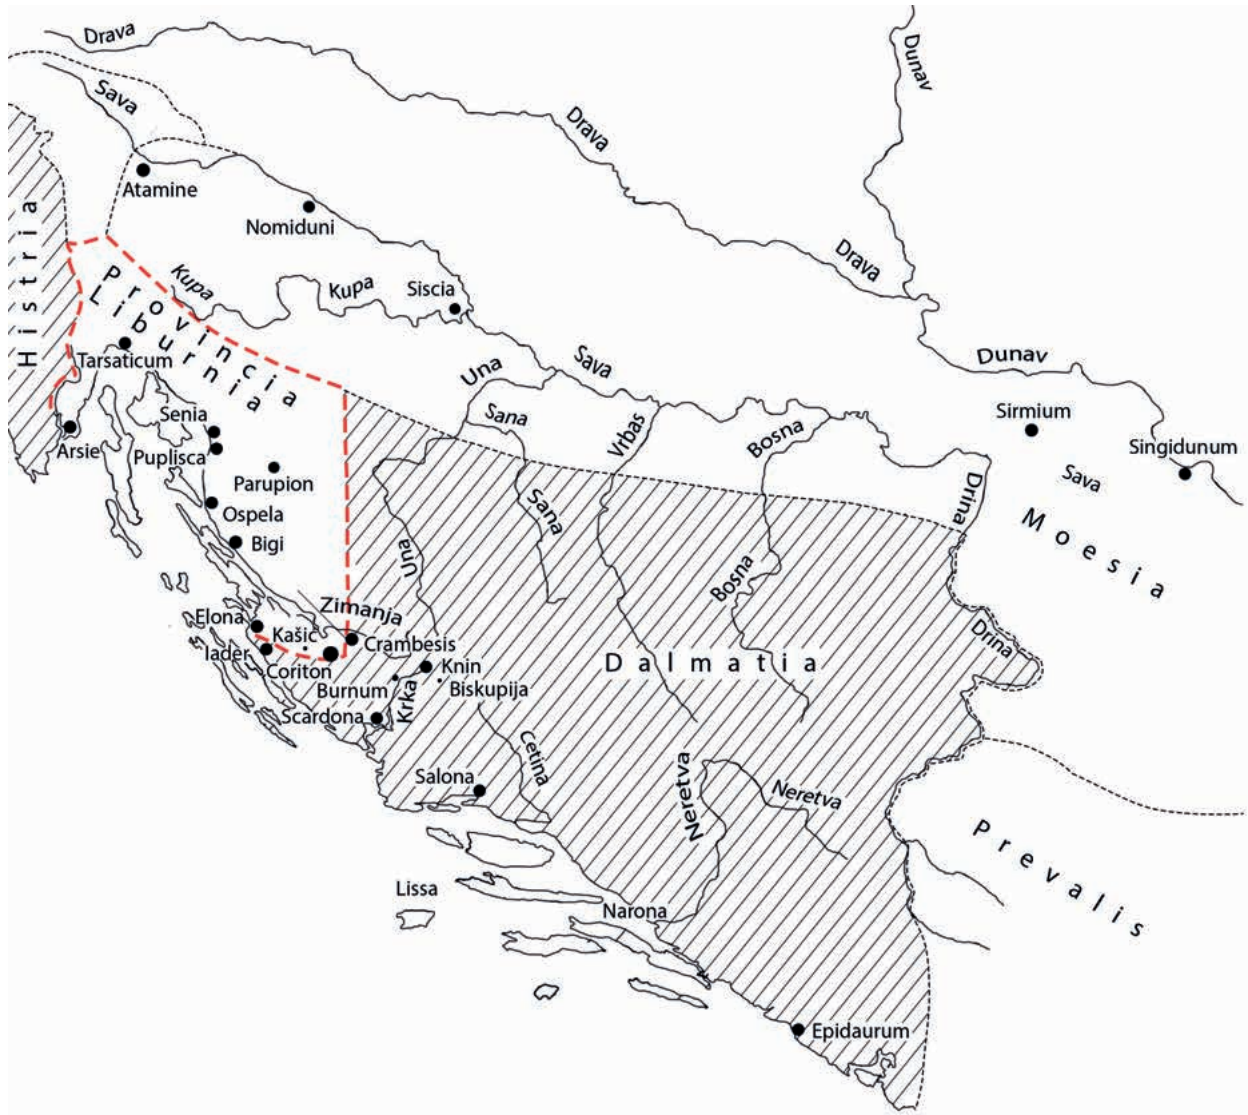 Drava
Dunav
Sava
Drava
Atamine
Nomiduni
Histria
Drava
Kupa
Kupa
Siscia
Provincia
Liburnia
Tarsaticum
Dunav
Una
Sava
Sana
Vrbas
Bosna
Sirmium
Singidunum
Senia
Arsie
Puplisca
Parupion
Sava
Drina
Ospela
Sana
Moesia
Bigi
Una
Bosna
Zimanja
Elona
Kašic
Crambesis
Drina
Iader
Coriton
Knin
Dalmatia
Burnum
Krka
Biskupija
Scardona
Cetina
Salona
Neretva
Neretva
Prevalis
Lissa
Narona
Epidaurum